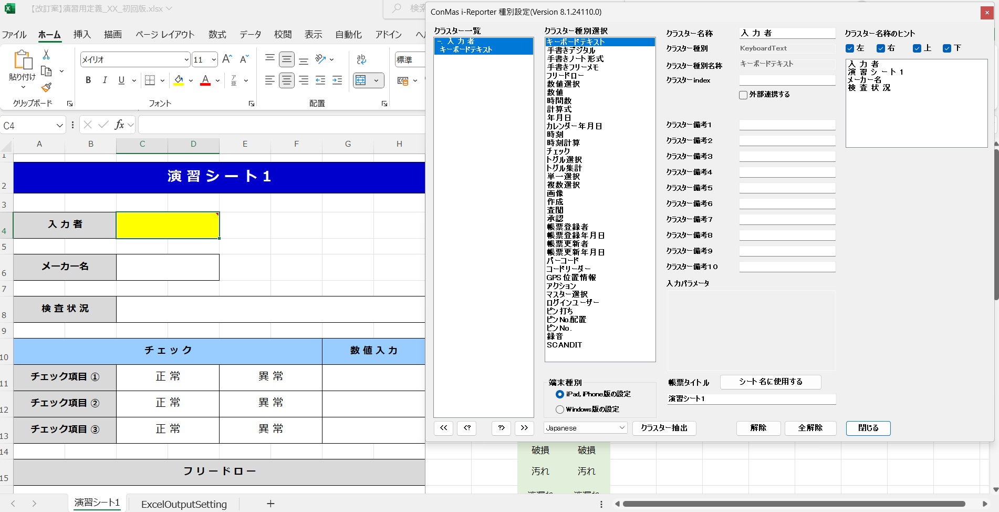 【改訂案】演習用定義_XX_初回版.xlsx
検索
ファイル ホーム 挿入 描画 ページ レイアウト 数式 データ 校閲 表示 自動化 アドイン ヘル
貼り付け
メイリオ 11
B I U
A A
ab
標準
クリップボード フォント 配置
C4
fx
A B C D E F G H
1
2 演 習 シ ー ト 1
3
4 入 力 者
5
6 メーカー名
7
8 検 査 状 況
9
10 チ ェ ッ ク 数 値 入 力
11 チェック項目 ① 正 常 異 常
12 チェック項目 ② 正 常 異 常
13 チェック項目 ③ 正 常 異 常
14
15 フ リ ー ド ロ ー
破損 破損
汚れ 汚れ
演習シート1 ExcelOutputSetting +
ConMas i-Reporter 種別設定(Version 8.1.24110.0)
クラスター一覧
-. 入 力 者
キーボードテキスト
クラスター種別選択
キーボードテキスト
手書きデジタル
手書きノート形式
手書きフリーメモ
フリードロー
数値選択
数値
時間数
計算式
年月日
カレンダー年月日
時刻
時刻計算
チェック
トグル選択
トグル集計
単一選択
複数選択
画像
作成
査閲
承認
帳票登録者
帳票登録年月日
帳票更新者
帳票更新年月日
バーコード
コードリーダー
GPS位置情報
アクション
マスター選択
ログインユーザー
ピン打ち
ピンNo.配置
ピンNo.
録音
SCANDIT
端末種別
iPad,iPhone版の設定
Windows版の設定
<< <? ?> >>
Japanese
クラスター抽出
クラスター名称 入 力 者
クラスター種別 KeyboardText
クラスター種別名称 キーボードテキスト
クラスターindex
外部連携する
クラスター備考1
クラスター備考2
クラスター備考3
クラスター備考4
クラスター備考5
クラスター備考6
クラスター備考7
クラスター備考8
クラスター備考9
クラスター備考10
入力パラメータ
帳票タイトル シート名に使用する
演習シート1
解除 全解除 閉じる
クラスター名称のヒント
左 右 上 下
入 力 者
演 習 シ ー ト 1
メーカー名
検 査 状 況